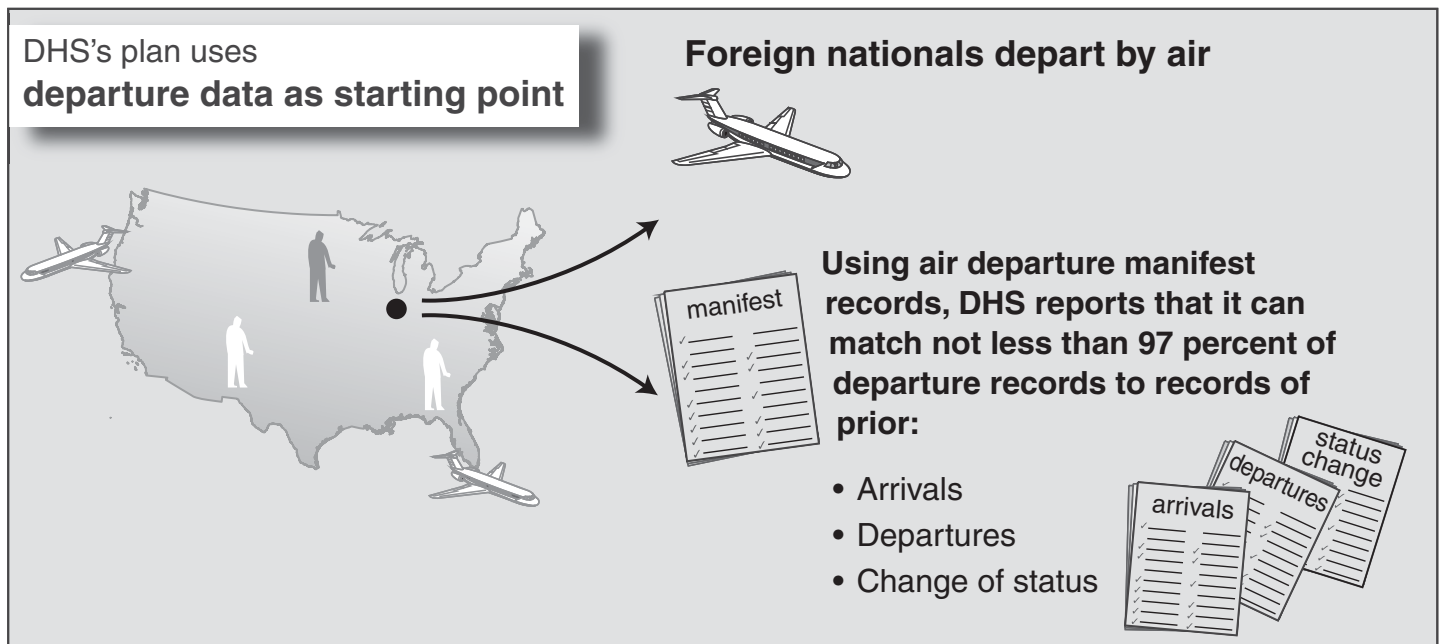 DHS's plan uses
departure data as starting point
Foreign nationals depart by air
Using air departure manifest
records, DHS reports that it can
match not less than 97 percent of
departure records to records of
prior:
manifest
• Arrivals
• Departures
• Change of status
arrivals
departures
status
change